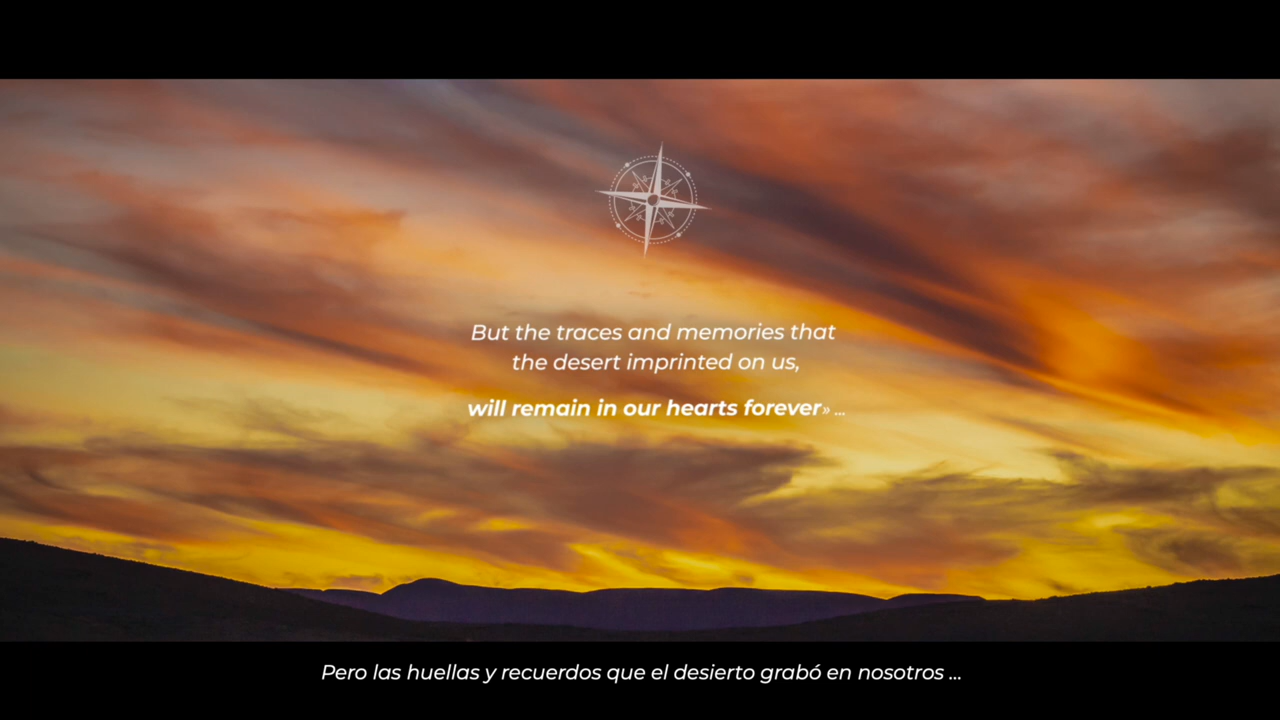 But the traces and memories that
the desert imprinted on us,
will remain in our hearts forever» ...
Pero las huellas y recuerdos que el desierto grabó en nosotros ...